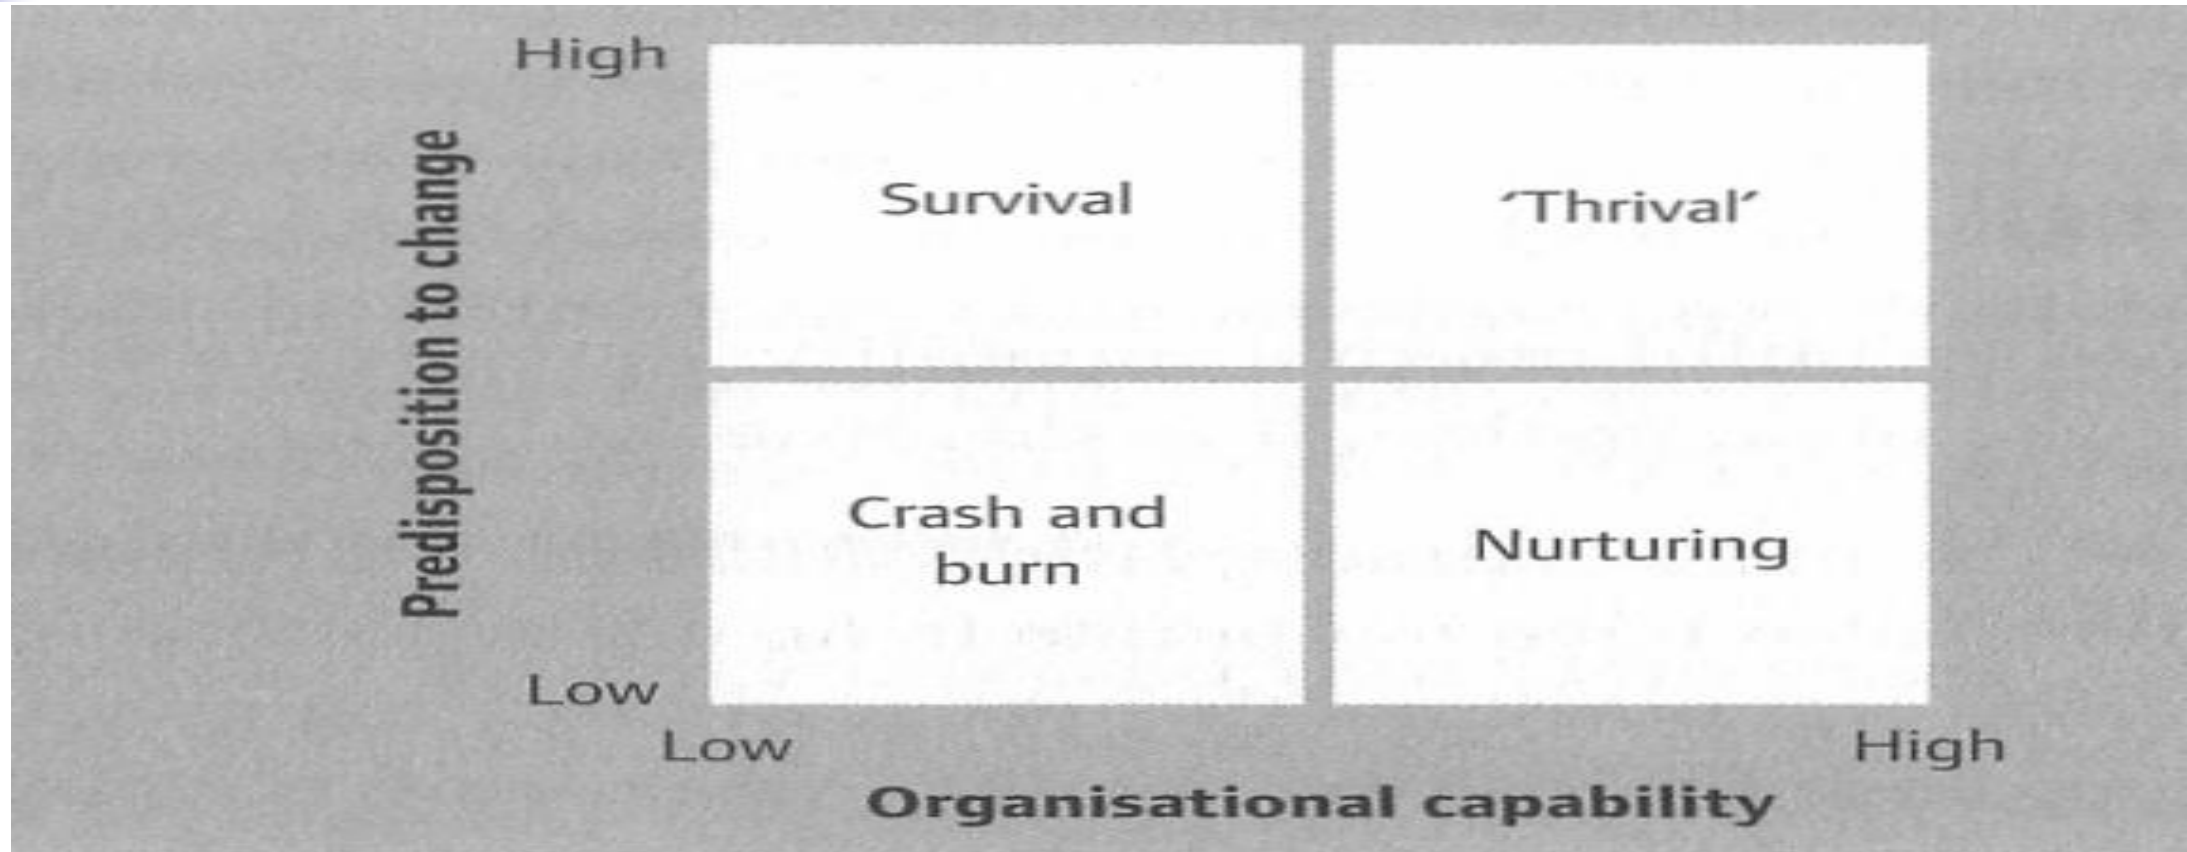 High
Survival
‘Thrival’
Predisposition to change
Crash and
burn
Nurturing
Low
Low
High
Organisational capability